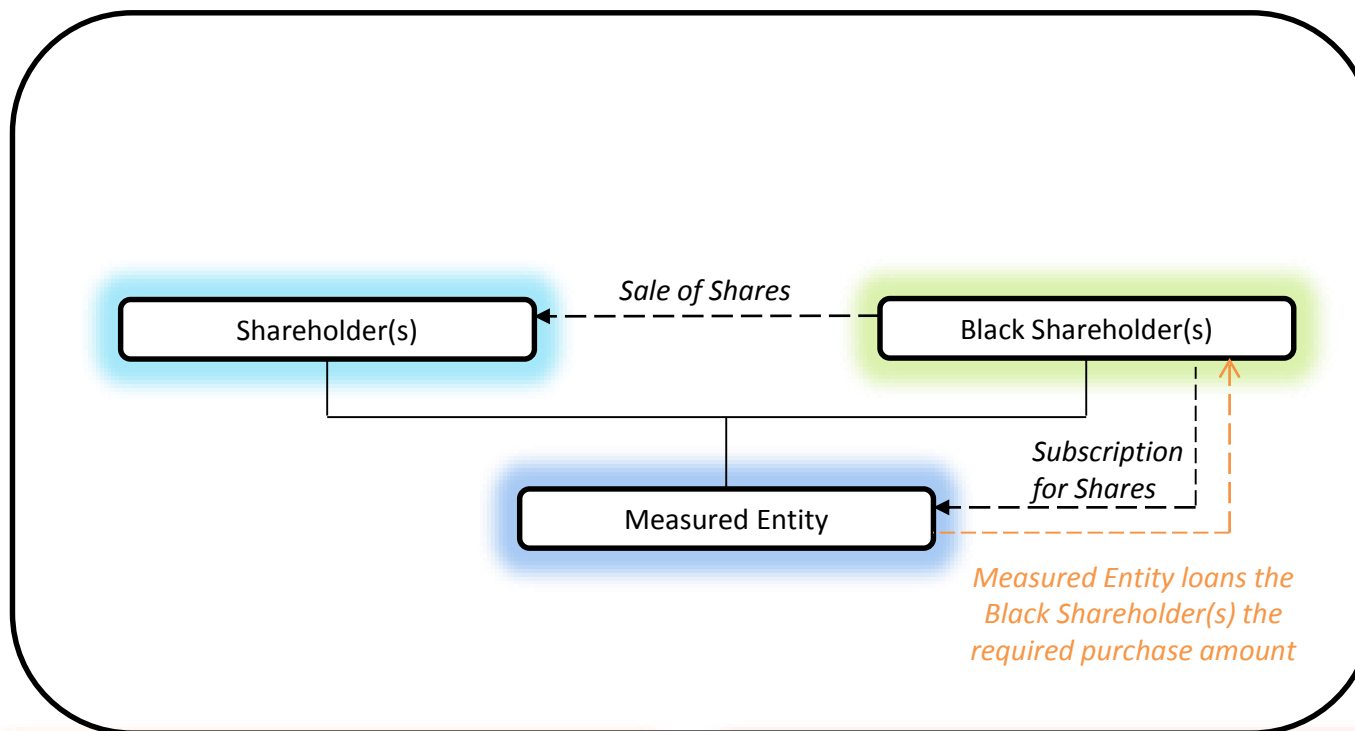 Sale of Shares
Shareholder(s)
Black Shareholder(s)
Subscription
for Shares
Measured Entity
Measured Entity loans the
Black Shareholder(s) the
required purchase amount